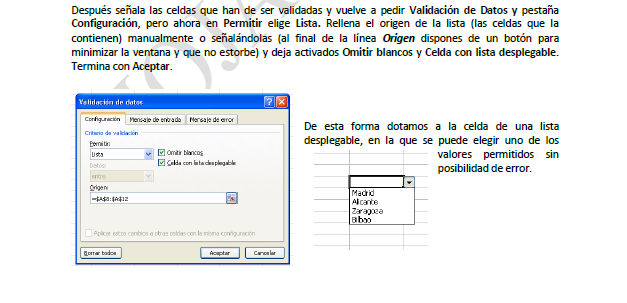 Después señala las celdas que han de ser validadas y vuelve a pedir Validación de Datos y pestaña
Configuración, pero ahora en Permitir elige Lista. Rellena el origen de la lista (las celdas que la
contienen) manualmente o señalándolas (al final de la línea Origen dispones de un botón para
minimizar la ventana y que no estorbe) y deja activados Omitir blancos y Celda con lista desplegable.
Termina con Aceptar.
Validación de datos
Configuración Mensaje de entrada Mensaje de error
Criterio de validación
Permitir:
Lista
Omitir blancos
Celda con lista desplegable
Datos:
entre
Origen:
=$A$8:$A$12
Aplicar estos cambios a otras celdas con la misma configuración
Borrar todos Aceptar Cancelar
De esta forma dotamos a la celda de una lista
desplegable, en la que se puede elegir uno de los
valores permitidos sin
posibilidad de error.
Madrid
Alicante
Zaragoza
Bilbao